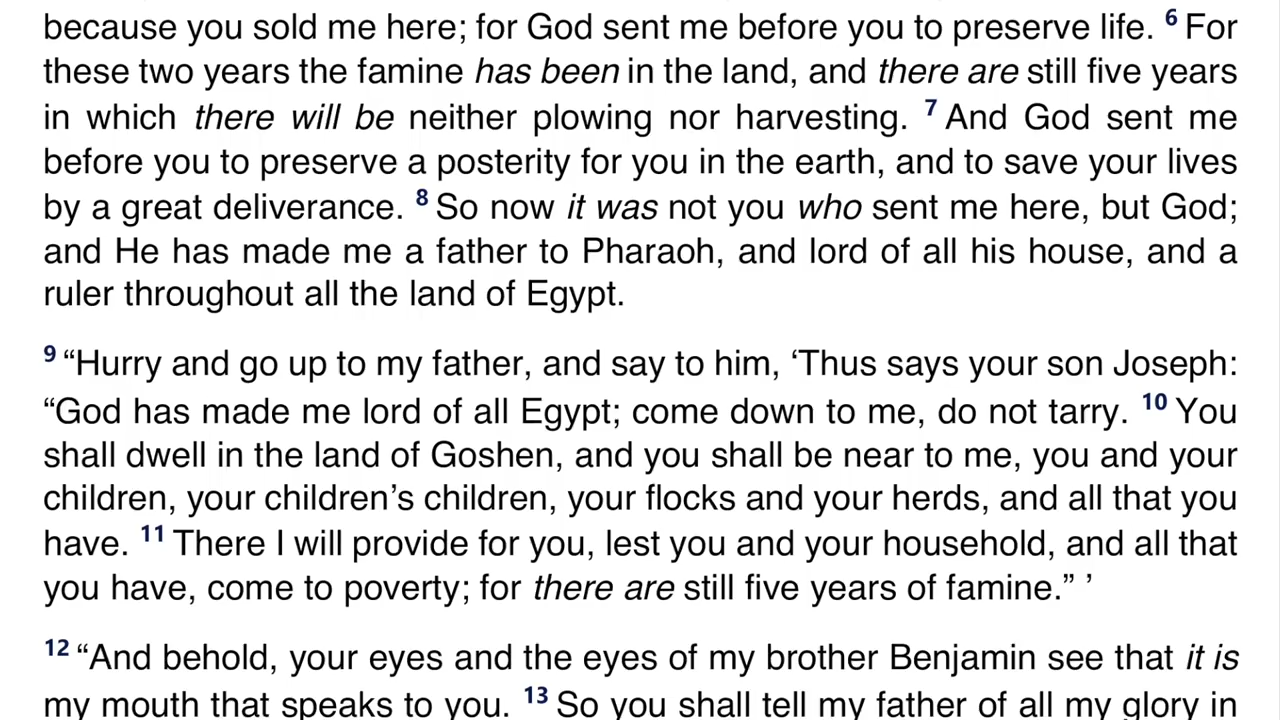 because you sold me here; for God sent me before you to preserve life. 6 For
these two years the famine has been in the land, and there are still five years
in which there will be neither plowing nor harvesting. 7 And God sent me
before you to preserve a posterity for you in the earth, and to save your lives
by a great deliverance. 8 So now it was not you who sent me here, but God;
and He has made me a father to Pharaoh, and lord of all his house, and a
ruler throughout all the land of Egypt.
9 “Hurry and go up to my father, and say to him, ‘Thus says your son Joseph:
“God has made me lord of all Egypt; come down to me, do not tarry. 10 You
shall dwell in the land of Goshen, and you shall be near to me, you and your
children, your children’s children, your flocks and your herds, and all that you
have. 11 There I will provide for you, lest you and your household, and all that
you have, come to poverty; for there are still five years of famine.” ’
12 “And behold, your eyes and the eyes of my brother Benjamin see that it is
my mouth that speaks to you. 13 So you shall tell my father of all my glory in